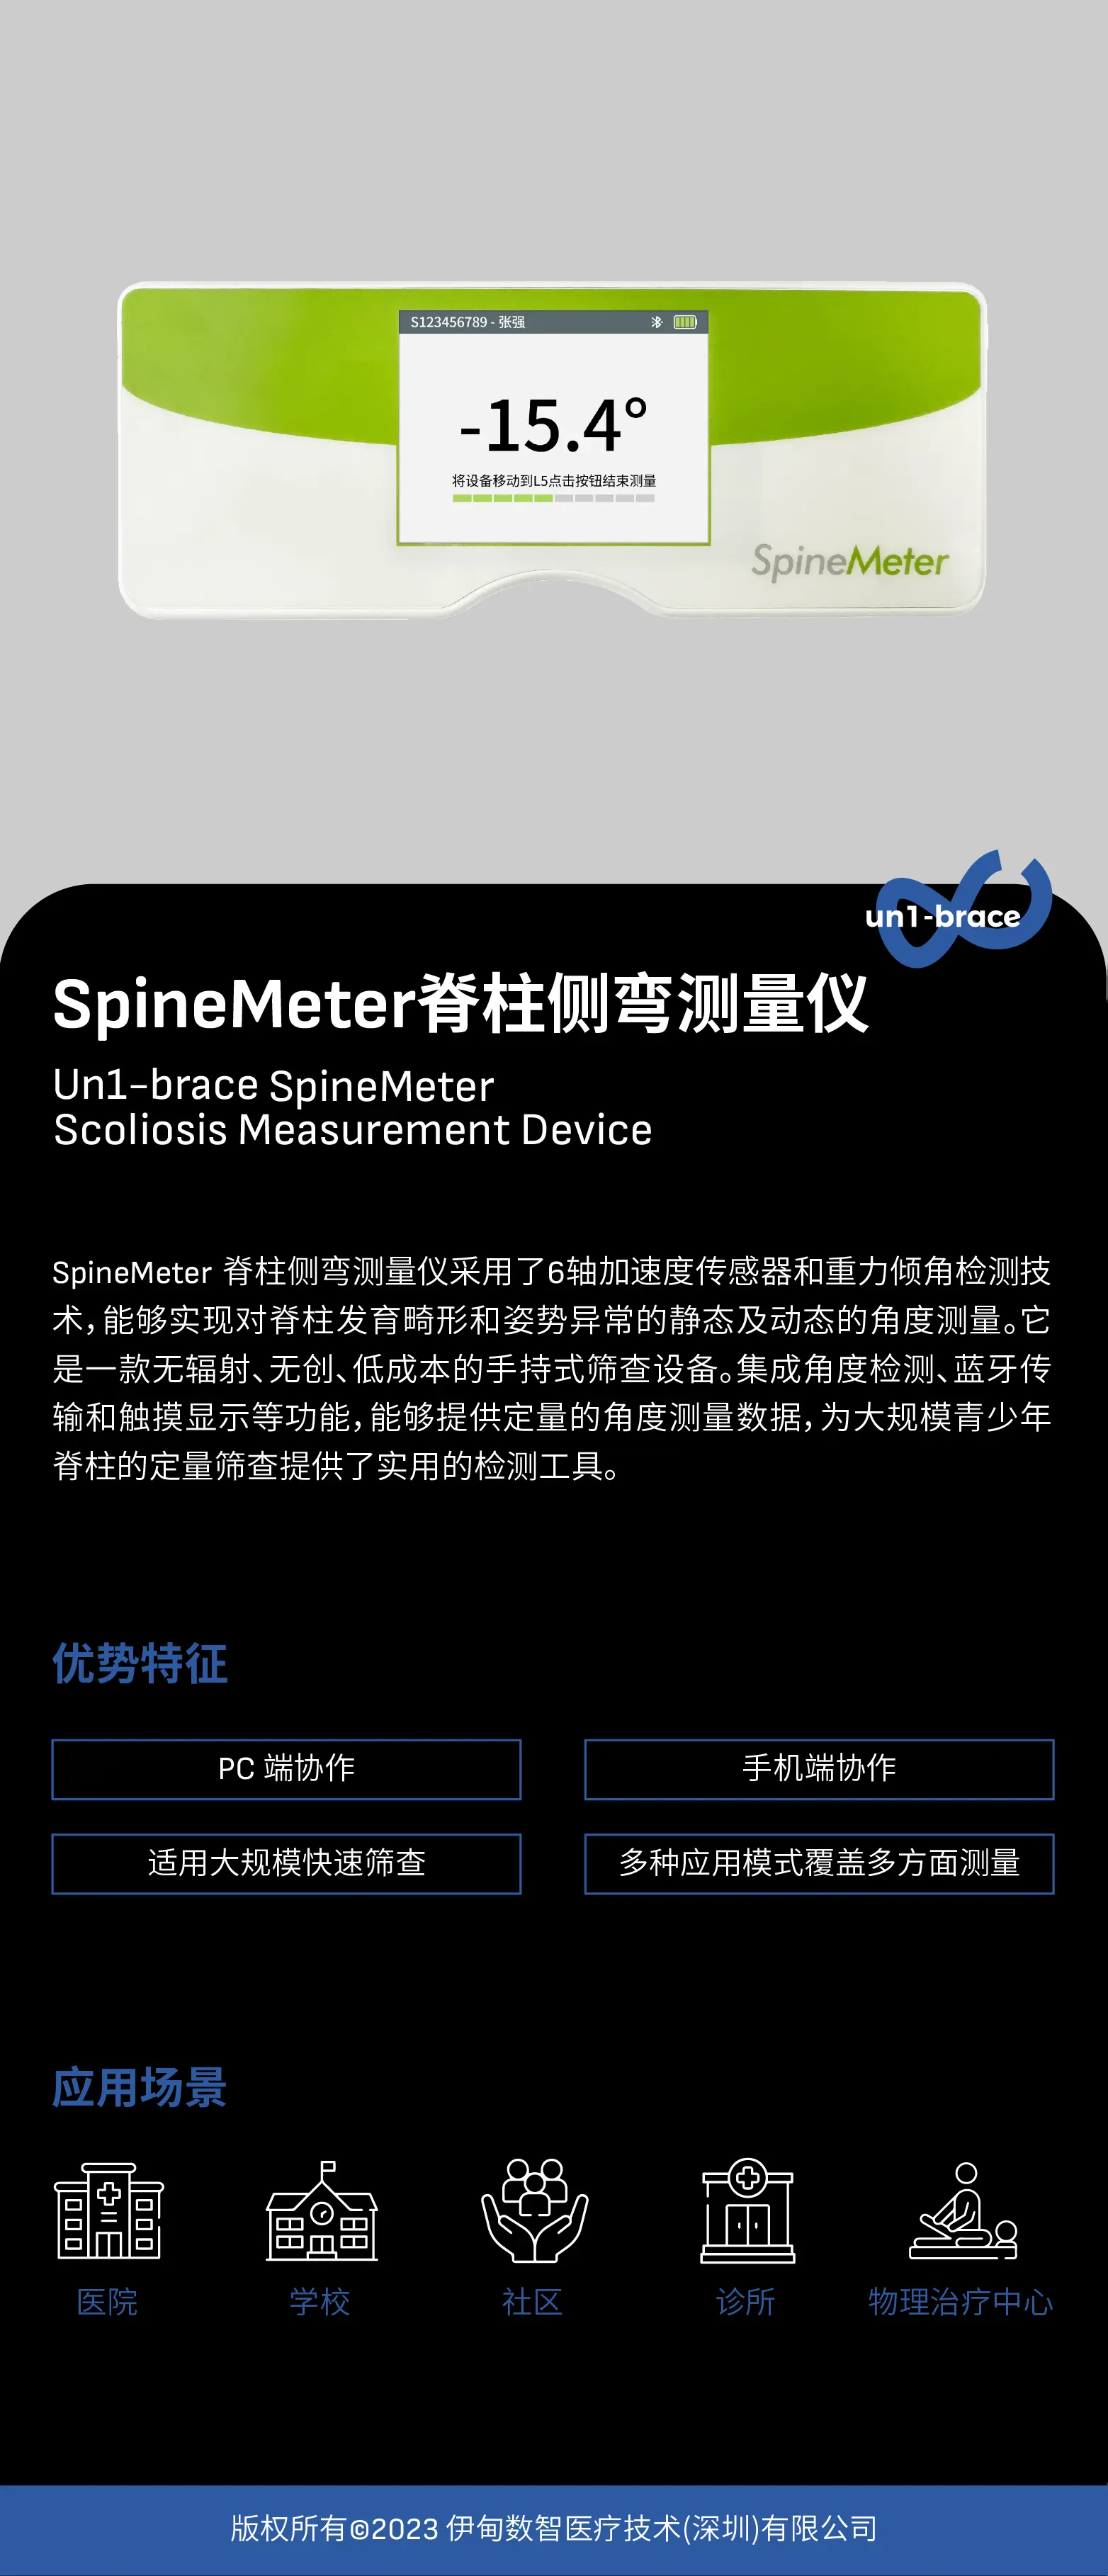 S123456789 - 张强
-15.4°
将设备移动到L5点击按钮结束测量
SpineMeter
un1-brace
SpineMeter脊柱侧弯测量仪
Un1-brace SpineMeter
Scoliosis Measurement Device
SpineMeter 脊柱侧弯测量仪采用了6轴加速度传感器和重力倾角检测技
术，能够实现对脊柱发育畸形和姿势异常的静态及动态的角度测量。它
是一款无辐射、无创、低成本的手持式筛查设备。集成角度检测、蓝牙传
输和触摸显示等功能，能够提供定量的角度测量数据，为大规模青少年
脊柱的定量筛查提供了实用的检测工具。
优势特征
PC 端协作
手机端协作
适用大规模快速筛查
多种应用模式覆盖多方面测量
应用场景
医院
学校
社区
诊所
物理治疗中心
版权所有©2023 伊甸数智医疗技术(深圳)有限公司